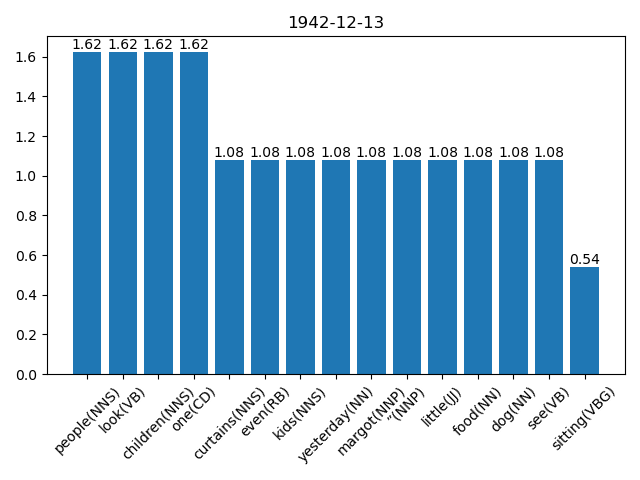 1942-12-13
1.62 1.62 1.62 1.62
1.08 1.08 1.08 1.08 1.08 1.08 1.08 1.08 1.08 1.08
0.54
1.6
1.4
1.2
1.0
0.8
0.6
0.4
0.2
0.0
people(NNS)
look(VB)
children(NNS)
one(CD)
curtains(NNS)
even(RB)
kids(NNS)
yesterday(NN)
margot(NNP)
”(NNP)
little(JJ)
food(NN)
dog(NN)
see(VB)
sitting(VBG)